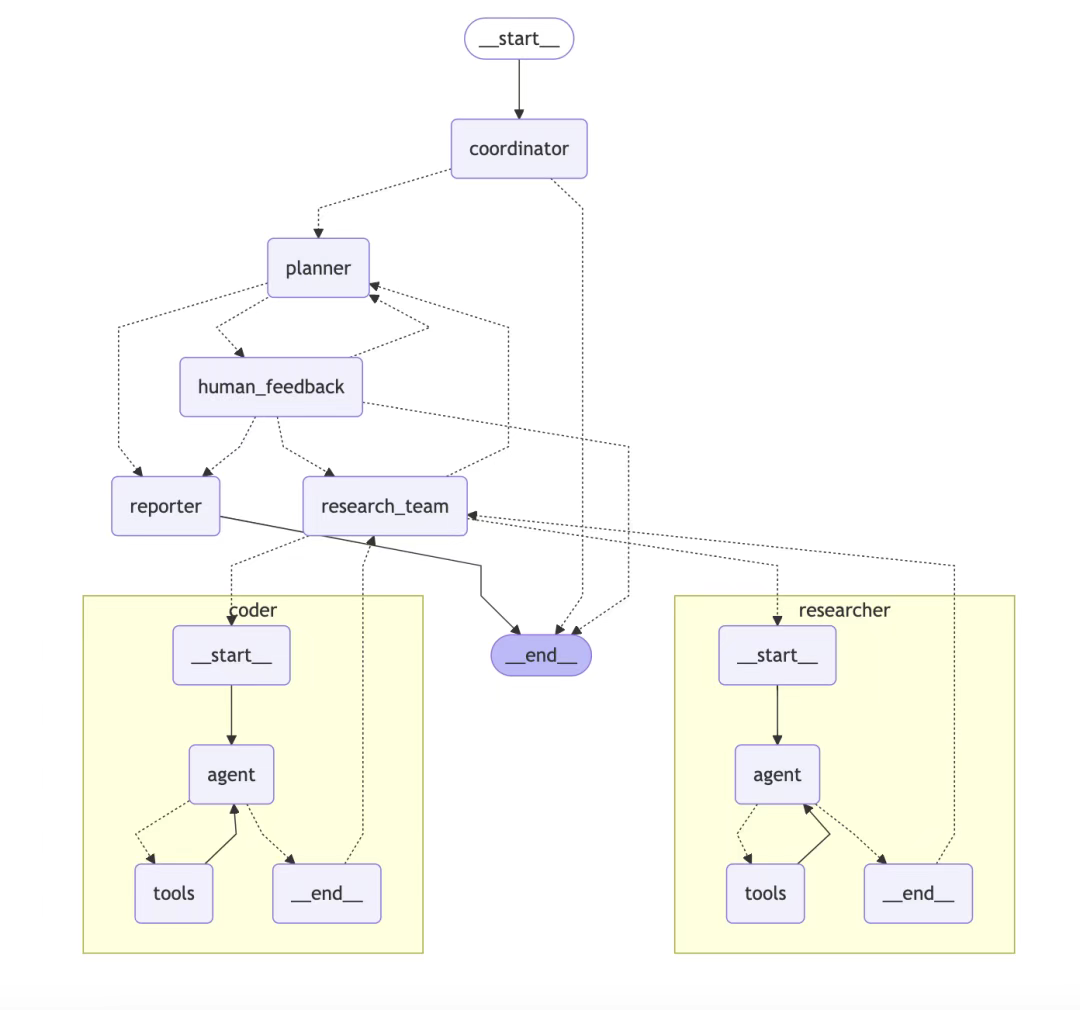 __start__
coordinator
planner
human_feedback
reporter
research_team
coder
researcher
__start__
__end__
__start__
agent
agent
tools
__end__
tools
__end__